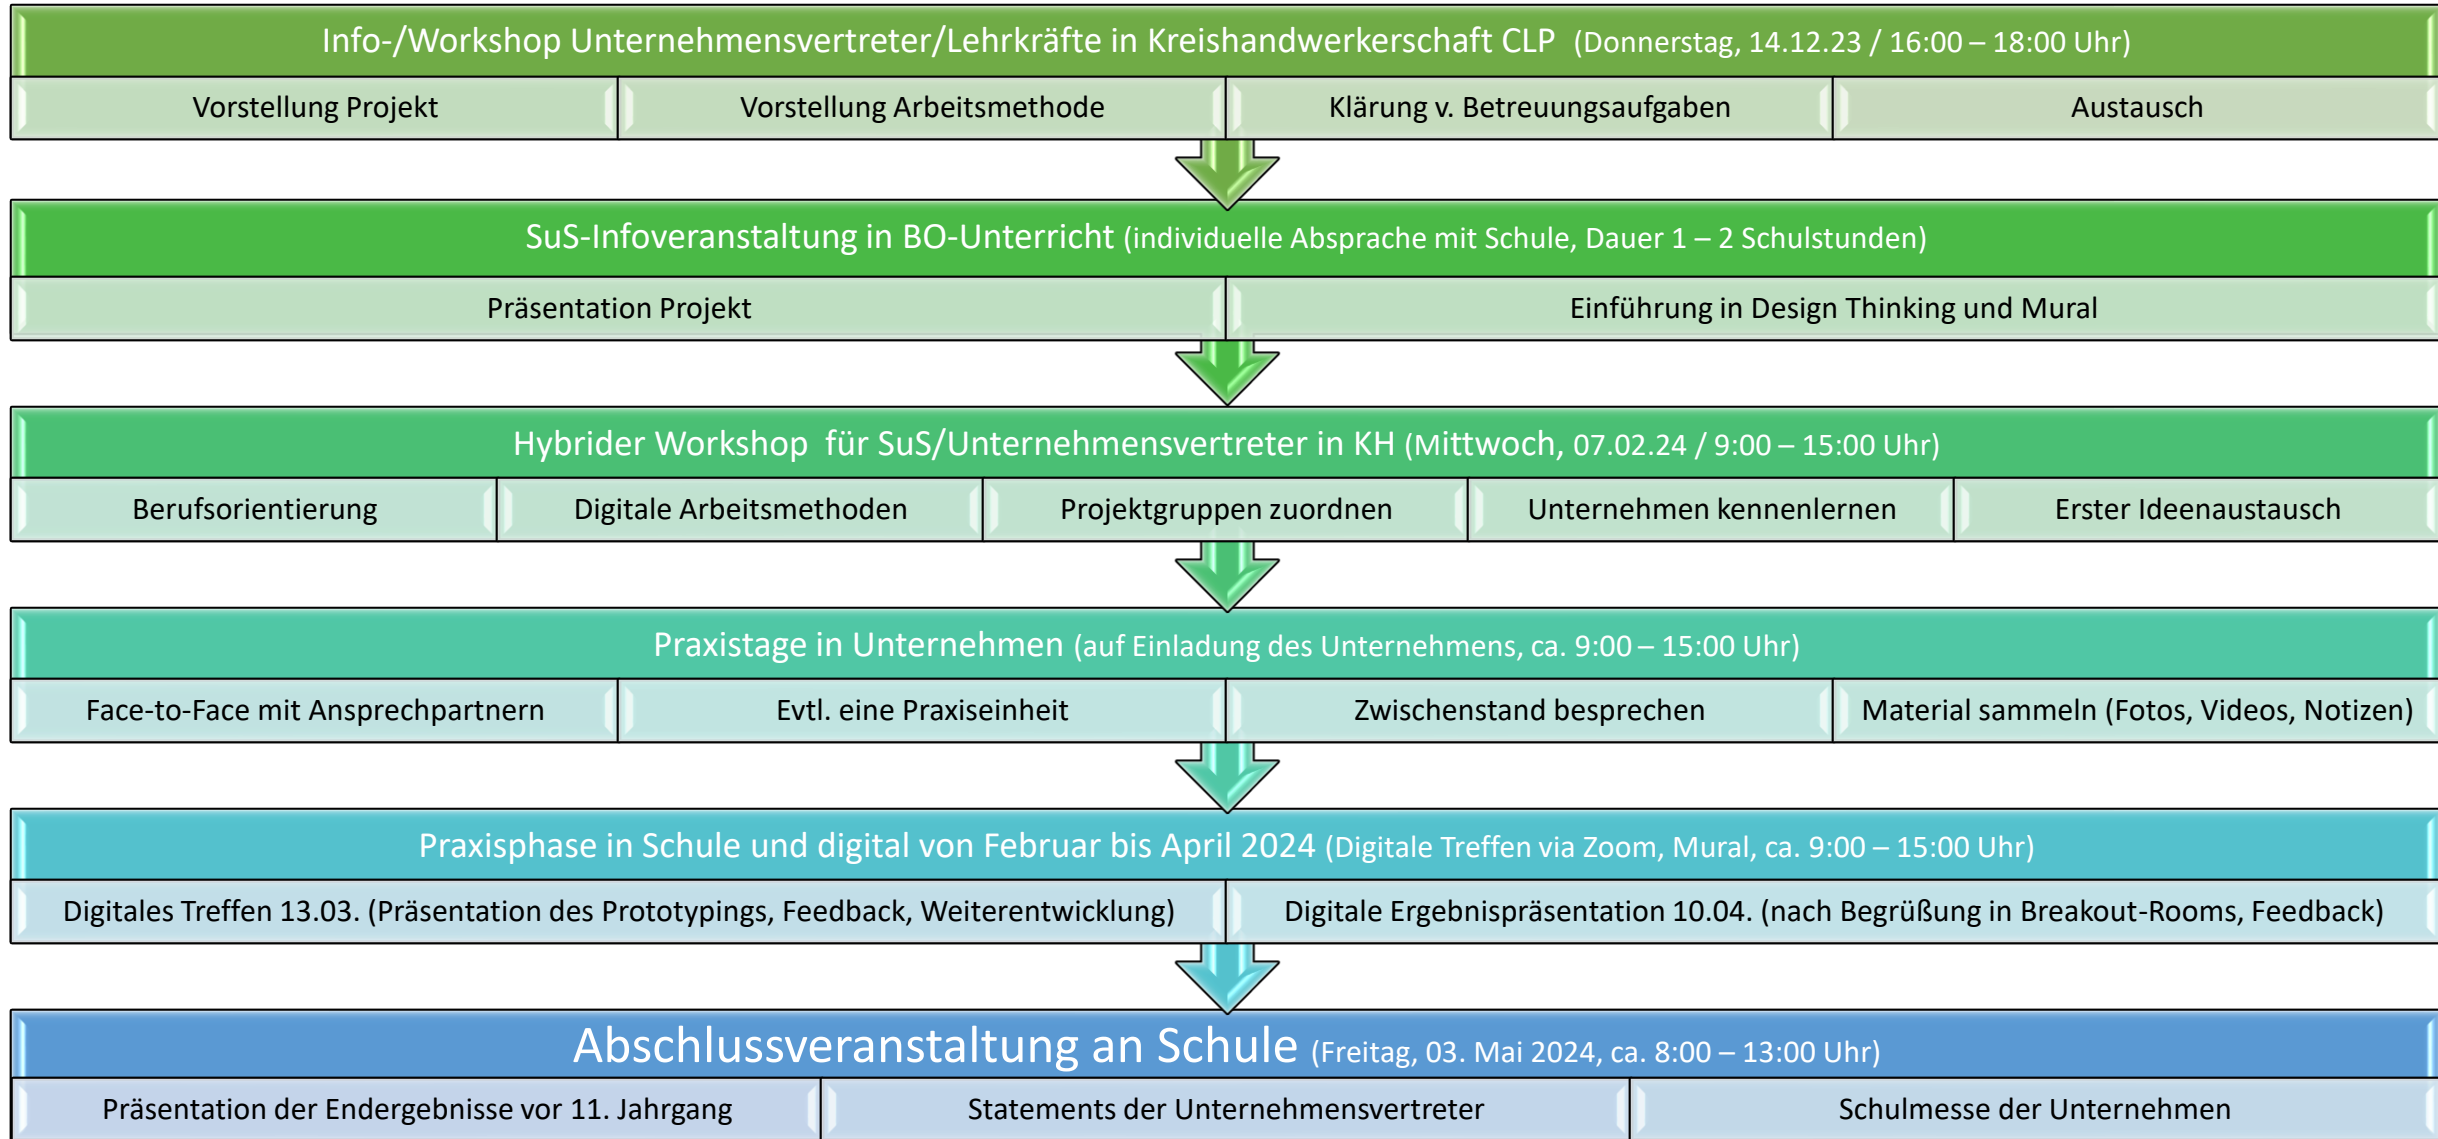 Info-/Workshop Unternehmensvertreter/Lehrkräfte in Kreishandwerkerschaft CLP (Donnerstag, 14.12.23 / 16:00 – 18:00 Uhr)
Vorstellung Projekt
Vorstellung Arbeitsmethode
Klärung v. Betreuungsaufgaben
Austausch
SuS-Infoveranstaltung in BO-Unterricht (individuelle Absprache mit Schule, Dauer 1 – 2 Schulstunden)
Präsentation Projekt
Einführung in Design Thinking und Mural
Hybrider Workshop für SuS/Unternehmensvertreter in KH (Mittwoch, 07.02.24 / 9:00 – 15:00 Uhr)
Berufsorientierung
Digitale Arbeitsmethoden
Projektgruppen zuordnen
Unternehmen kennenlernen
Erster Ideenaustausch
Praxistage in Unternehmen (auf Einladung des Unternehmens, ca. 9:00 – 15:00 Uhr)
Face-to-Face mit Ansprechpartnern
Evtl. eine Praxiseinheit
Zwischenstand besprechen
Material sammeln (Fotos, Videos, Notizen)
Praxisphase in Schule und digital von Februar bis April 2024 (Digitale Treffen via Zoom, Mural, ca. 9:00 – 15:00 Uhr)
Digitales Treffen 13.03. (Präsentation des Prototypings, Feedback, Weiterentwicklung)
Digitale Ergebnispräsentation 10.04. (nach Begrüßung in Breakout-Rooms, Feedback)
Abschlussveranstaltung an Schule (Freitag, 03. Mai 2024, ca. 8:00 – 13:00 Uhr)
Präsentation der Endergebnisse vor 11. Jahrgang
Statements der Unternehmensvertreter
Schulmesse der Unternehmen